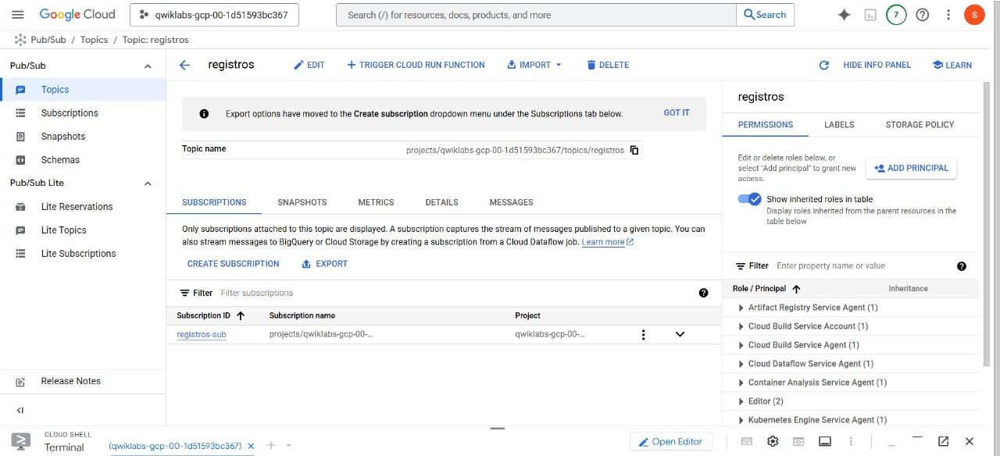 Google Cloud
qwiklabs-gcp-00-1d51593bc367
Search (/) for resources, docs, products, and more
Search
7
S
Pub/Sub / Topics / Topic: registros
Pub/Sub
Topics
Subscriptions
Snapshots
Schemas
Pub/Sub Lite
Lite Reservations
Lite Topics
Lite Subscriptions
Release Notes
registros
EDIT
TRIGGER CLOUD RUN FUNCTION
IMPORT
DELETE
HIDE INFO PANEL
LEARN
Export options have moved to the Create subscription dropdown menu under the Subscriptions tab below.
GOT IT
Topic name
projects/qwiklabs-gcp-00-1d51593bc367/topics/registros
SUBSCRIPTIONS
SNAPSHOTS
METRICS
DETAILS
MESSAGES
Only subscriptions attached to this topic are displayed. A subscription captures the stream of messages published to a given topic. You can
also stream messages to BigQuery or Cloud Storage by creating a subscription from a Cloud Dataflow job. Learn more
CREATE SUBSCRIPTION
EXPORT
Filter Filter subscriptions
Subscription ID Subscription name Project
registros-sub projects/qwiklabs-gcp-00-… qwiklabs-gcp-00-…
registros
PERMISSIONS
LABELS
STORAGE POLICY
Edit or delete roles below, or
select "Add principal" to grant new
access.
ADD PRINCIPAL
Show inherited roles in table
Display roles inherited from the parent resources in the
table below
Filter Enter property name or value
Role / Principal Inheritance
Artifact Registry Service Agent (1)
Cloud Build Service Account (1)
Cloud Build Service Agent (1)
Cloud Dataflow Service Agent (1)
Container Analysis Service Agent (1)
Editor (2)
Kubernetes Engine Service Agent (1)
CLOUD SHELL
Terminal
(qwiklabs-gcp-00-1d51593bc367)
Open Editor